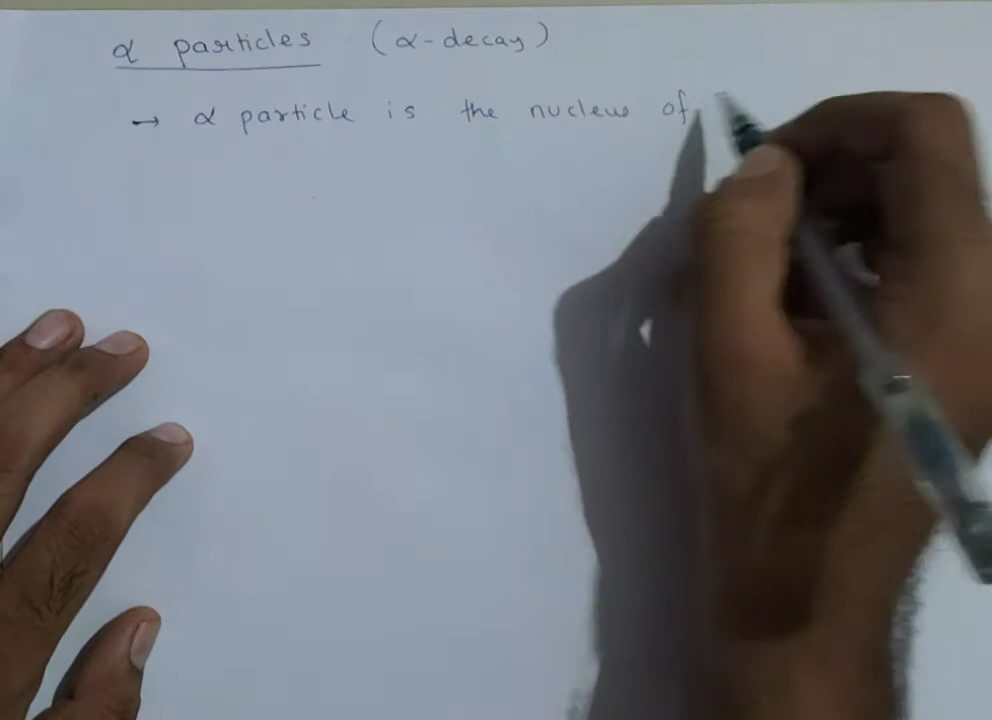 α particles (α-decay)
→ α particle is the nucleus of